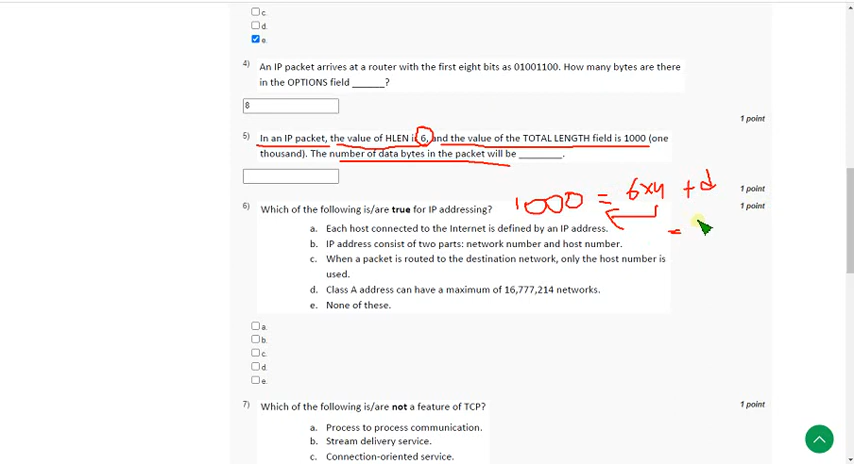 c.
d.
e.
4) An IP packet arrives at a router with the first eight bits as 01001100. How many bytes are there
in the OPTIONS field ______?
8
1 point
5) In an IP packet, the value of HLEN is 6, and the value of the TOTAL LENGTH field is 1000 (one
thousand). The number of data bytes in the packet will be ________.
1 point
1000 = 6x4 + d
=
6) Which of the following is/are true for IP addressing? 1 point
a. Each host connected to the Internet is defined by an IP address.
b. IP address consist of two parts: network number and host number.
c. When a packet is routed to the destination network, only the host number is
used.
d. Class A address can have a maximum of 16,777,214 networks.
e. None of these.
a.
b.
c.
d.
e.
7) Which of the following is/are not a feature of TCP? 1 point
a. Process to process communication.
b. Stream delivery service.
c. Connection-oriented service.